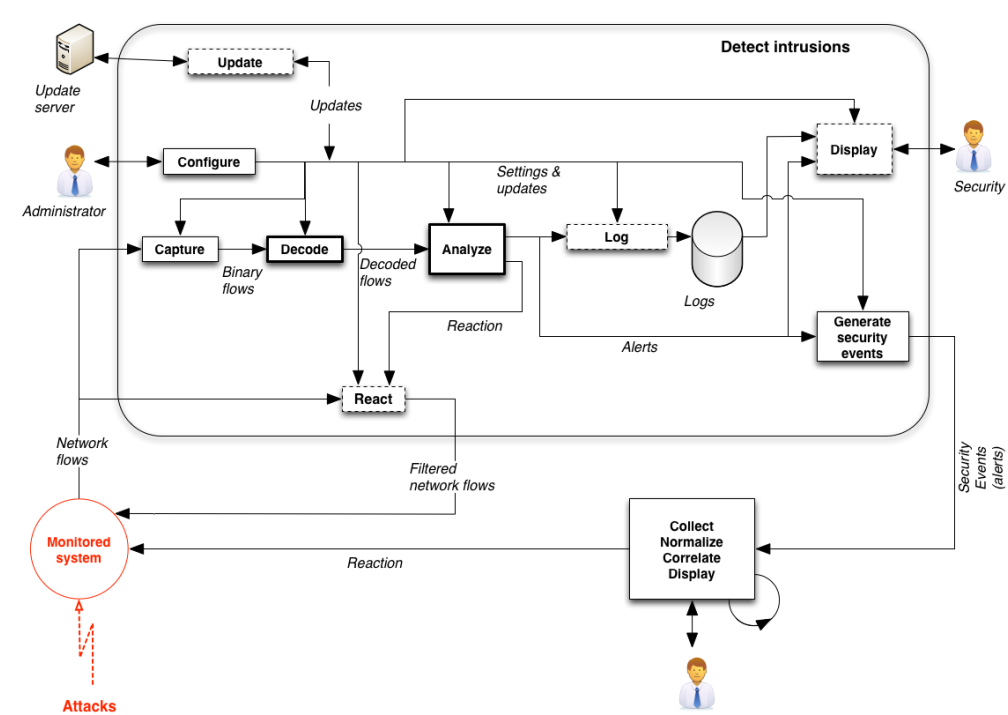 Detect intrusions
Update
Update
server
Updates
Configure
Display
Administrator
Settings &
updates
Security
Capture
Decode
Analyze
Log
Binary
flows
Decoded
flows
Logs
Reaction
Alerts
Generate
security
events
React
Network
flows
Filtered
network flows
Security
Events
(alerts)
Monitored
system
Reaction
Collect
Normalize
Correlate
Display
Attacks